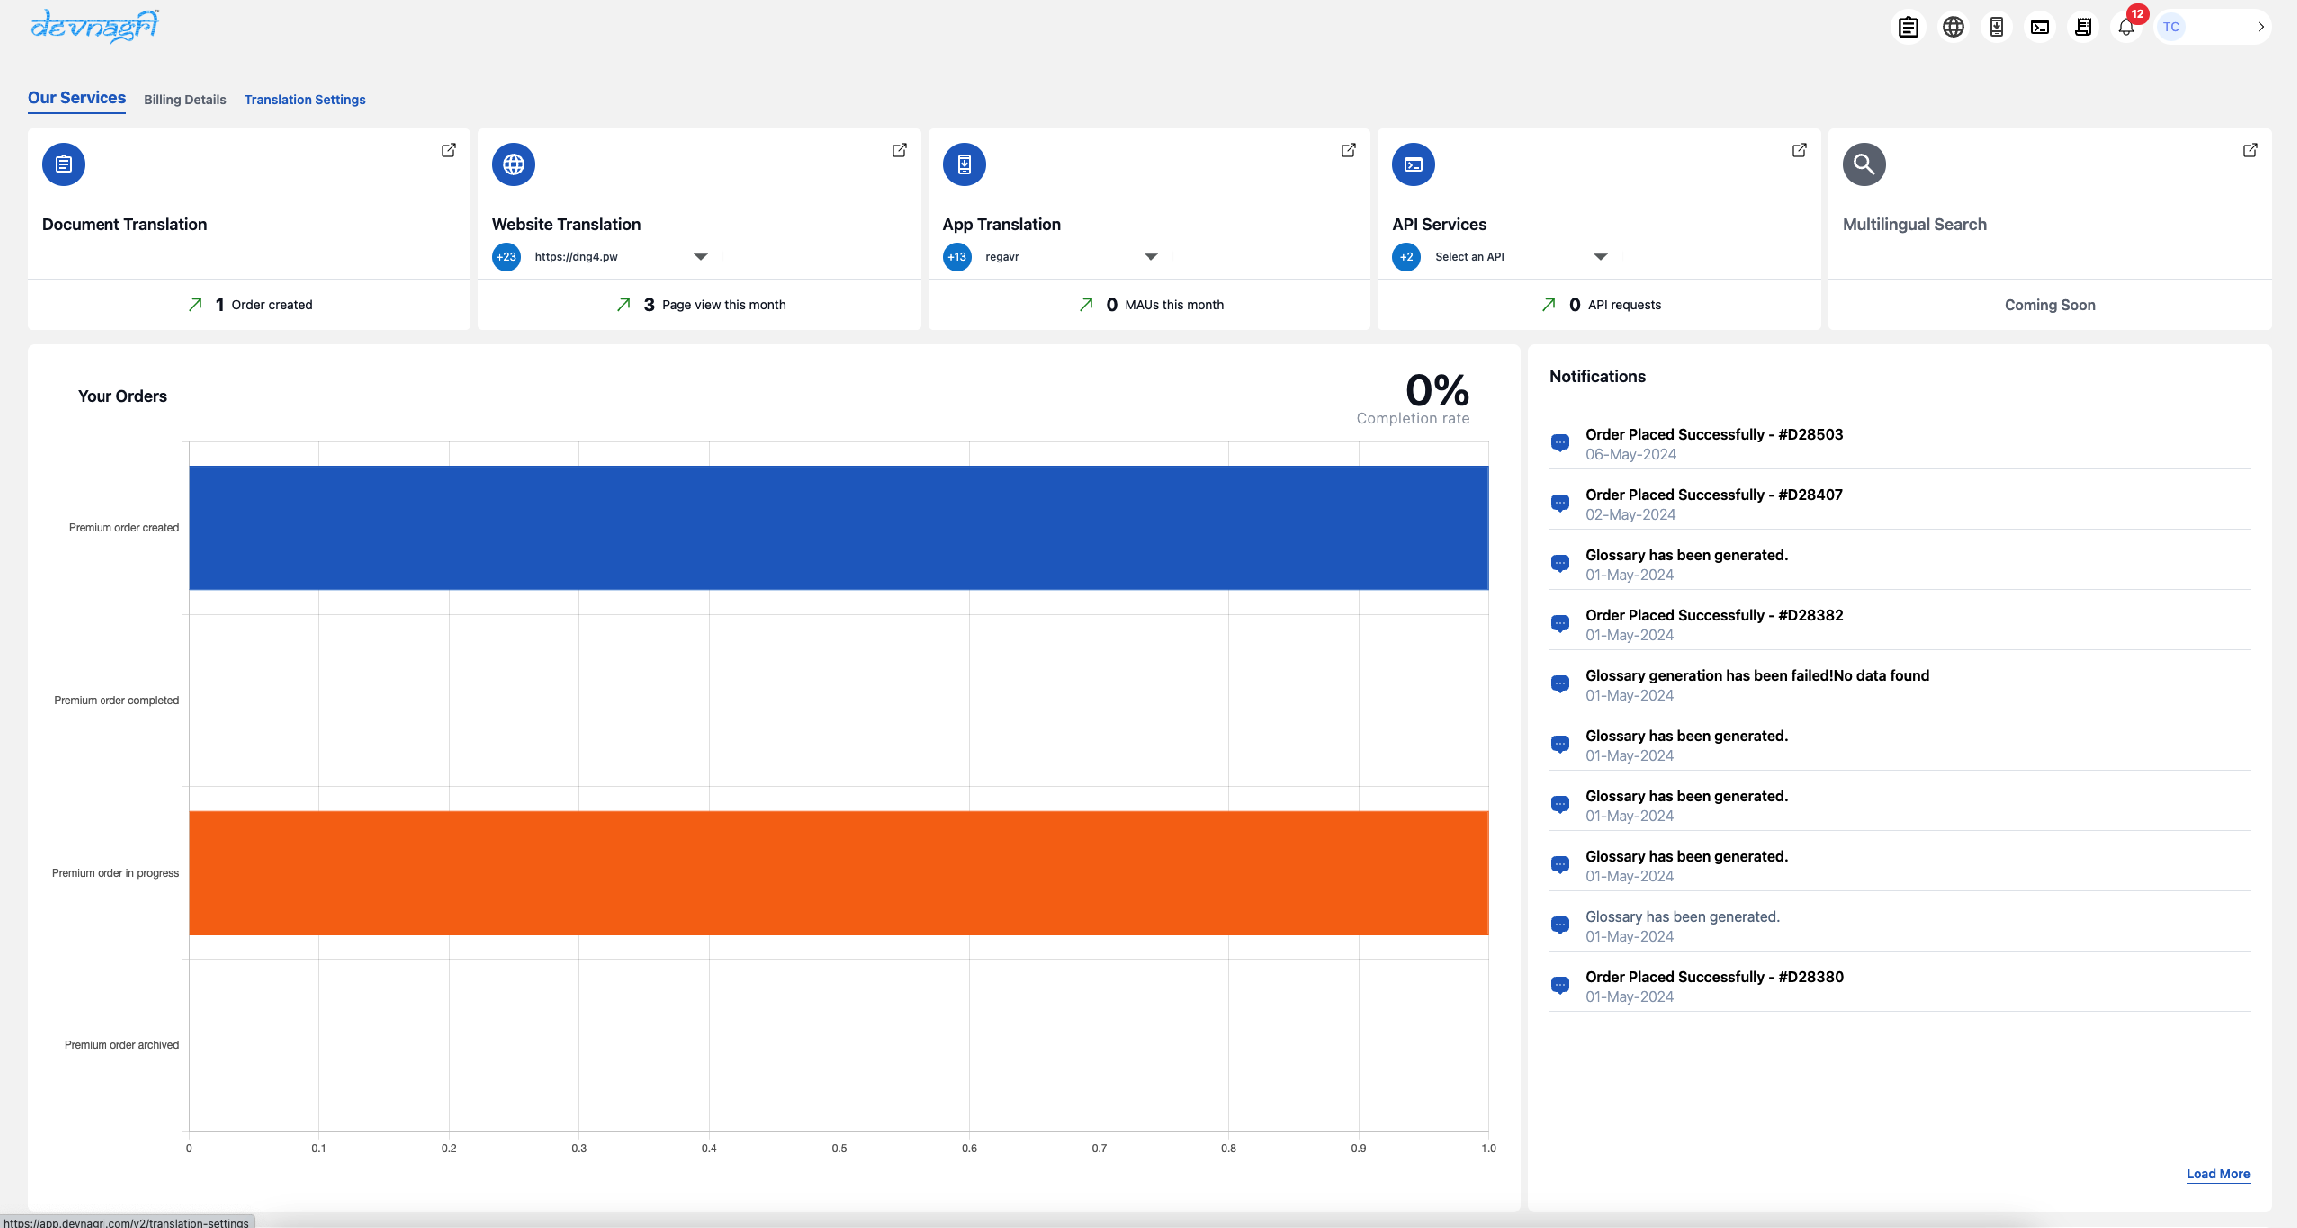 devnagri
12
TC
Our Services Billing Details Translation Settings
Document Translation
1 Order created
Website Translation
+23 https://dng4.pw
3 Page view this month
App Translation
+13 regavr
0 MAUs this month
API Services
+2 Select an API
0 API requests
Multilingual Search
Coming Soon
Your Orders
0%
Completion rate
Premium order created
Premium order completed
Premium order in progress
Premium order archived
0 0.1 0.2 0.3 0.4 0.5 0.6 0.7 0.8 0.9 1.0
Notifications
Order Placed Successfully - #D28503
06-May-2024
Order Placed Successfully - #D28407
02-May-2024
Glossary has been generated.
01-May-2024
Order Placed Successfully - #D28382
01-May-2024
Glossary generation has been failed!No data found
01-May-2024
Glossary has been generated.
01-May-2024
Glossary has been generated.
01-May-2024
Glossary has been generated.
01-May-2024
Glossary has been generated.
01-May-2024
Order Placed Successfully - #D28380
01-May-2024
Load More
https://app.devnagri.com/v2/translation-settings